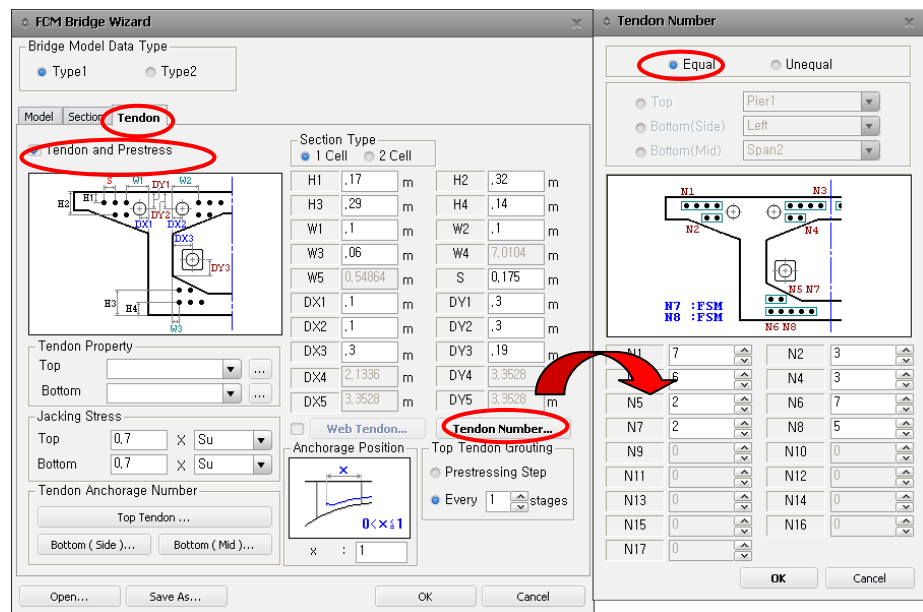 FCM Bridge Wizard
Bridge Model Data Type
Type1 Type2
Model Section Tendon
Tendon and Prestress
S W1 DY1 W2
H2 H1
DY2
DX1 DX2
DX3
DY3
H3 H4
W3
Section Type
1 Cell 2 Cell
H1 .17 m H2 .32 m
H3 .29 m H4 .14 m
W1 .1 m W2 .1 m
W3 .06 m W4 7,0104 m
W5 0,54864 m S 0,175 m
DX1 .1 m DY1 .3 m
DX2 .1 m DY2 .3 m
DX3 .3 m DY3 .19 m
DX4 2,1336 m DY4 3,3528 m
DX5 3,3528 m DY5 3,3528 m
Web Tendon... Tendon Number...
Tendon Property
Top ...
Bottom ...
Jacking Stress
Top 0,7 X Su
Bottom 0,7 X Su
Tendon Anchorage Number
Top Tendon ...
Bottom ( Side )... Bottom ( Mid )...
Anchorage Position
x
0<x≤1
x : 1
Top Tendon Grouting
Prestressing Step
Every 1 stages
Open... Save As... OK Cancel
Tendon Number
Equal Unequal
Top Pier1
Bottom(Side) Left
Bottom(Mid) Span2
N1 N3
N2 N4
N5 N7
N7 :FSM
N8 :FSM
N6 N8
N1 7 N2 3
6 N4 3
N5 2 N6 7
N7 2 N8 5
N9 0 N10 0
N11 0 N12 0
N13 0 N14 0
N15 0 N16 0
N17 0
OK Cancel